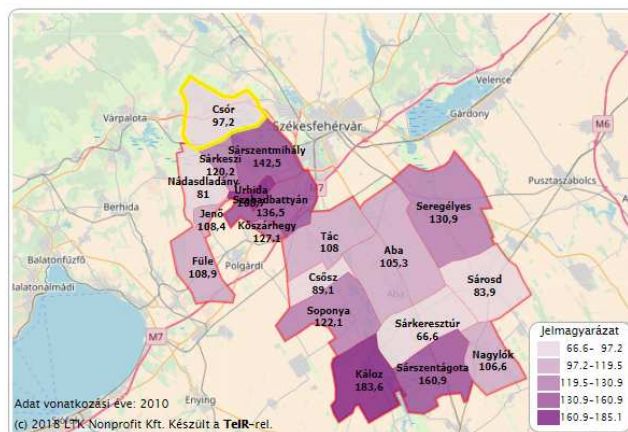 Csór
97,2
Székesfehérvár
Várpalota
Velence
Gárdony
M6
Sárszentmihály
142,5
Sárkeszi
120,2
Nádasdladány
81
Úrhida
M7
Szabadbattyán
136,5
Jenő
108,4
Kőszárhegy
127,1
Berhida
Füle
108,9
Polgárdi
Seregélyes
130,9
Pusztaszabolcs
Tác
108
Aba
105,3
Balatonfűzfő
Balatonalmádi
Csősz
89,1
Sárosd
83,9
Aba
Soponya
122,1
M7
Sárkeresztúr
66,6
Káloz
183,6
Sárszentágota
160,9
Nagylók
106,6
Enying
Jelmagyarázat
66.6- 97.2
97.2-119.5
119.5-130.9
130.9-160.9
160.9-185.1
Adat vonatkozási éve: 2010
(c) 2018 LTK Nonprofit Kft. Készült a TeIR-rel.